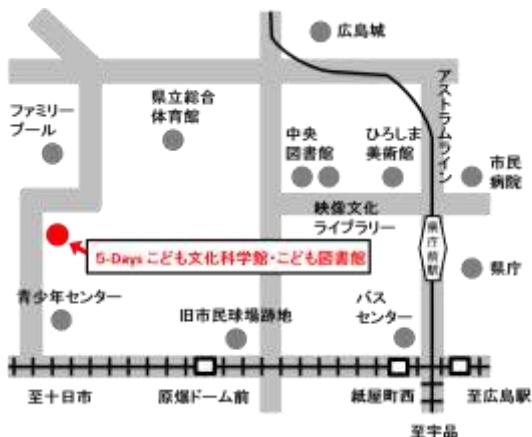 広島城
県立総合
体育館
ファミリー
プール
アストラムライン
中央
図書館
ひろしま
美術館
市民
病院
映像文化
ライブラリー
県庁前駅
5-Days こども文化科学館・こども図書館
県庁
青少年センター
旧市民球場跡地
バス
センター
至十日市
原爆ドーム前
紙屋町西
至広島駅
至宇品